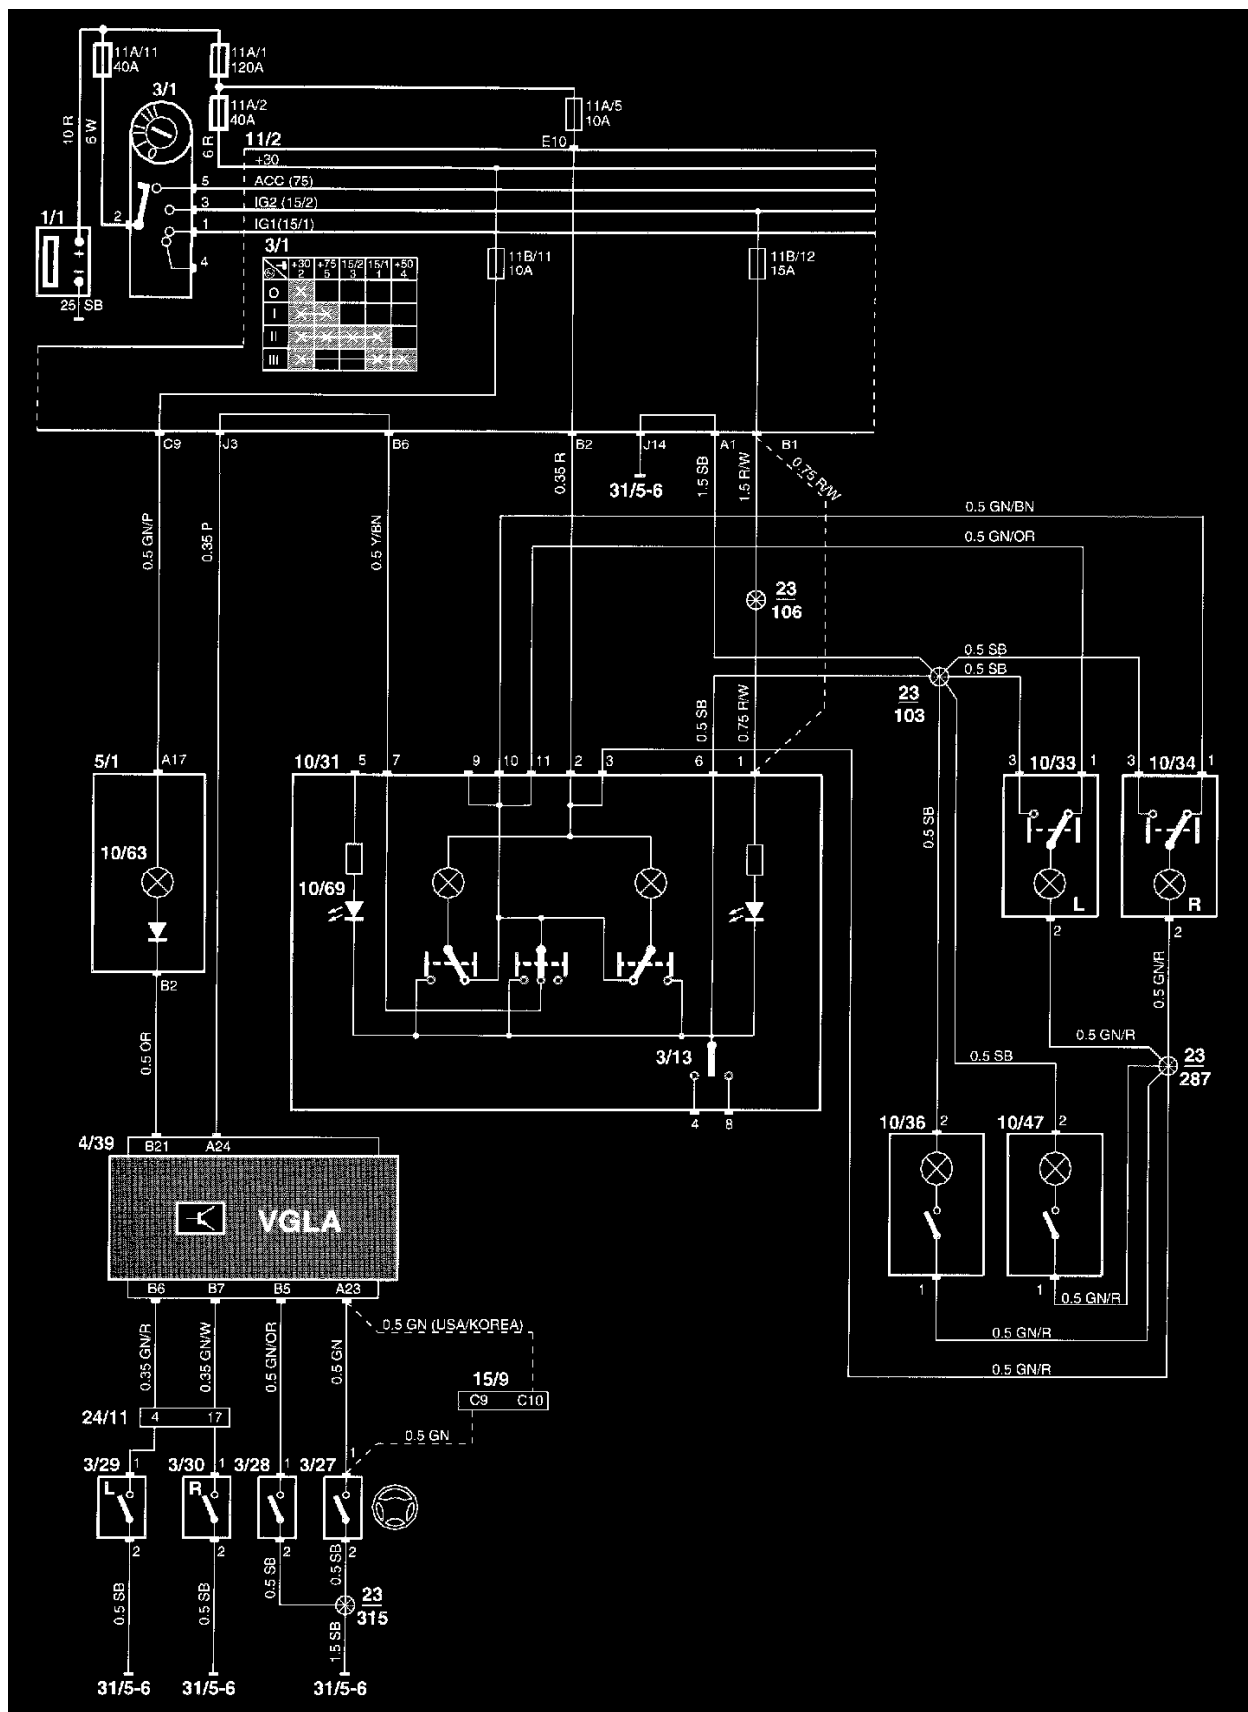 11A/11
40A
11A/1
120A
3/1
11A/2
40A
11A/5
10A
10 R
6 W
6 R
11/2
E10
+30
5
ACC (75)
3
IG2 (15/2)
2
1
IG1(15/1)
1/1
+
4
3/1
+30 +75 15/2 15/1 +50
2 5 3 1 4
O
I
II
III
11B/11
10A
11B/12
15A
25 SB
C9
J3
B6
B2
J14
A1
B1
31/5-6
0.5 GN/P
0.35 P
0.5 Y/BN
0.35 R
1.5 SB
1.5 R/W
0.75 R/W
0.5 GN/BN
0.5 GN/OR
23
106
0.5 SB
0.5 SB
23
103
0.5 SB
0.75 R/W
5/1
A17
10/31
5
7
9
10
11
2
3
6
1
3
10/33
1
3
10/34
1
10/63
10/69
0.5 SB
L
R
2
2
B2
0.5 OR
3/13
4
8
0.5 GN/R
0.5 GN/R
0.5 SB
23
287
10/36
2
10/47
2
4/39
B21
A24
VGLA
B6
B7
B5
A23
1
1
0.5 GN/R
0.5 GN/R
0.5 GN/R
0.5 GN (USA/KOREA)
0.35 GN/R
0.35 GN/W
0.5 GN/OR
0.5 GN
15/9
C9
C10
24/11
4
17
0.5 GN
3/29
1
3/30
1
3/28
1
3/27
1
L
R
2
2
2
2
0.5 SB
0.5 SB
0.5 SB
0.5 SB
23
315
1.5 SB
31/5-6
31/5-6
31/5-6